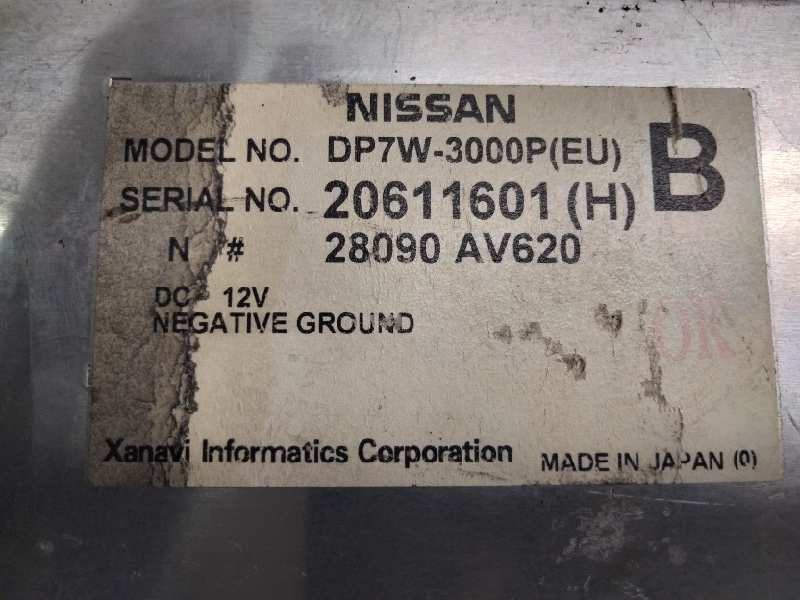 NISSAN
MODEL NO. DP7W-3000P(EU) B
SERIAL NO. 20611601 (H)
N # 28090 AV620
DC - 12V
NEGATIVE GROUND
OK
Xanavi Informatics Corporation MADE IN JAPAN (0)